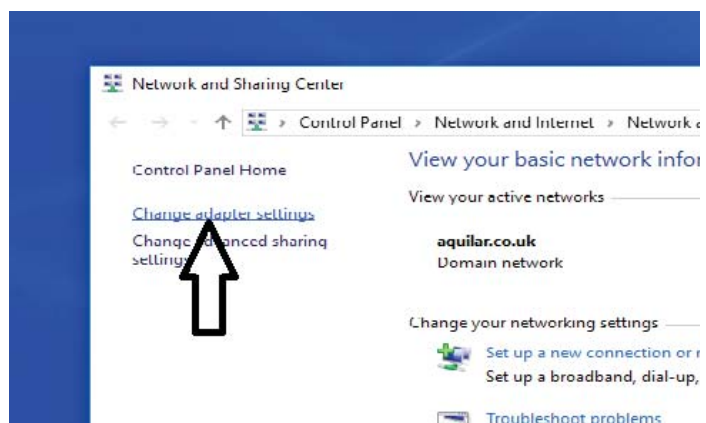 Network and Sharing Center
Control Panel > Network and Internet > Network
Control Panel Home
Change adapter settings
Change advanced sharing
settings
View your basic network infor
View your active networks
aquilar.co.uk
Domain network
Change your networking settings
Set up a new connection or
Set up a broadband, dial-up,
Troubleshoot problems